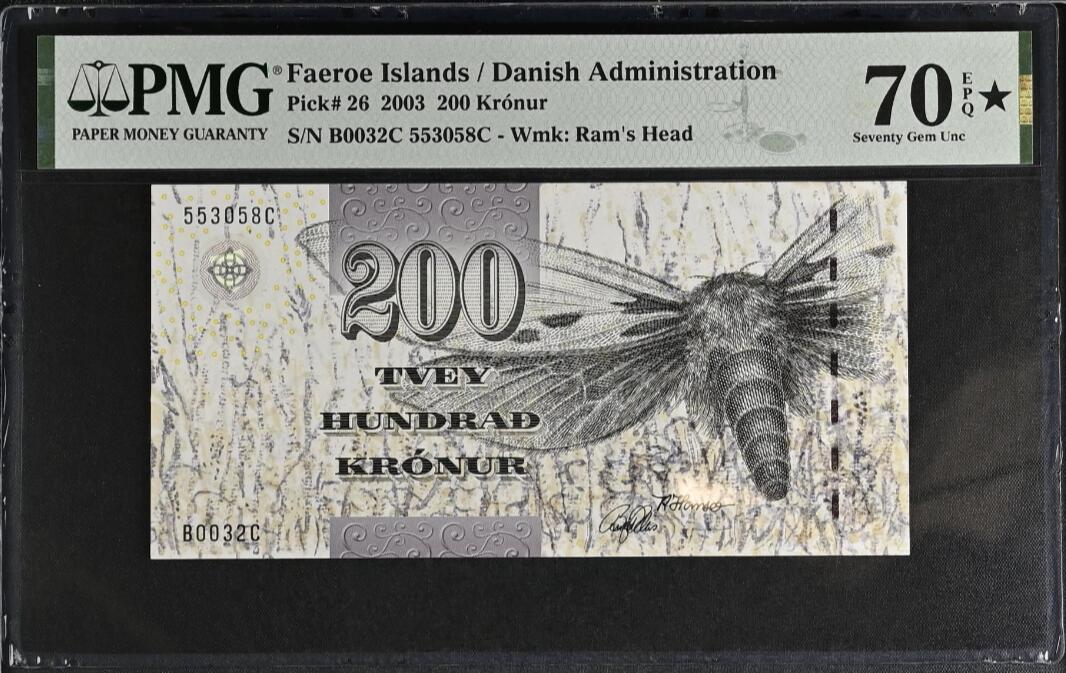 PMG®
PAPER MONEY GUARANTY
Faeroe Islands / Danish Administration
Pick# 26 2003 200 Krónur
S/N B0032C 553058C - Wmk: Ram's Head
70 EPQ ★
Seventy Gem Unc
553058C
200
TVEY
HUNDRAÐ
KRÓNUR
B0032C